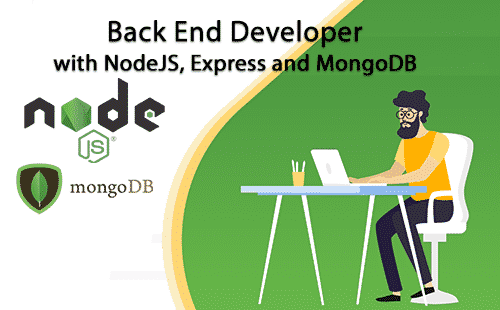 Back End Developer
with NodeJS, Express and MongoDB
node
JS®
mongoDB